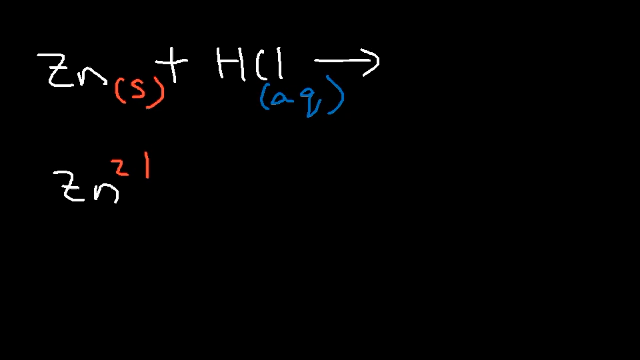 Zn(s) + HCl(aq) →
Zn2|